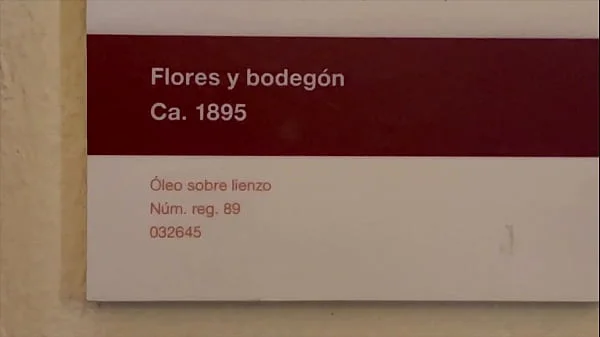 Flores y bodegón
Ca. 1895
Óleo sobre lienzo
Núm. reg. 89
032645